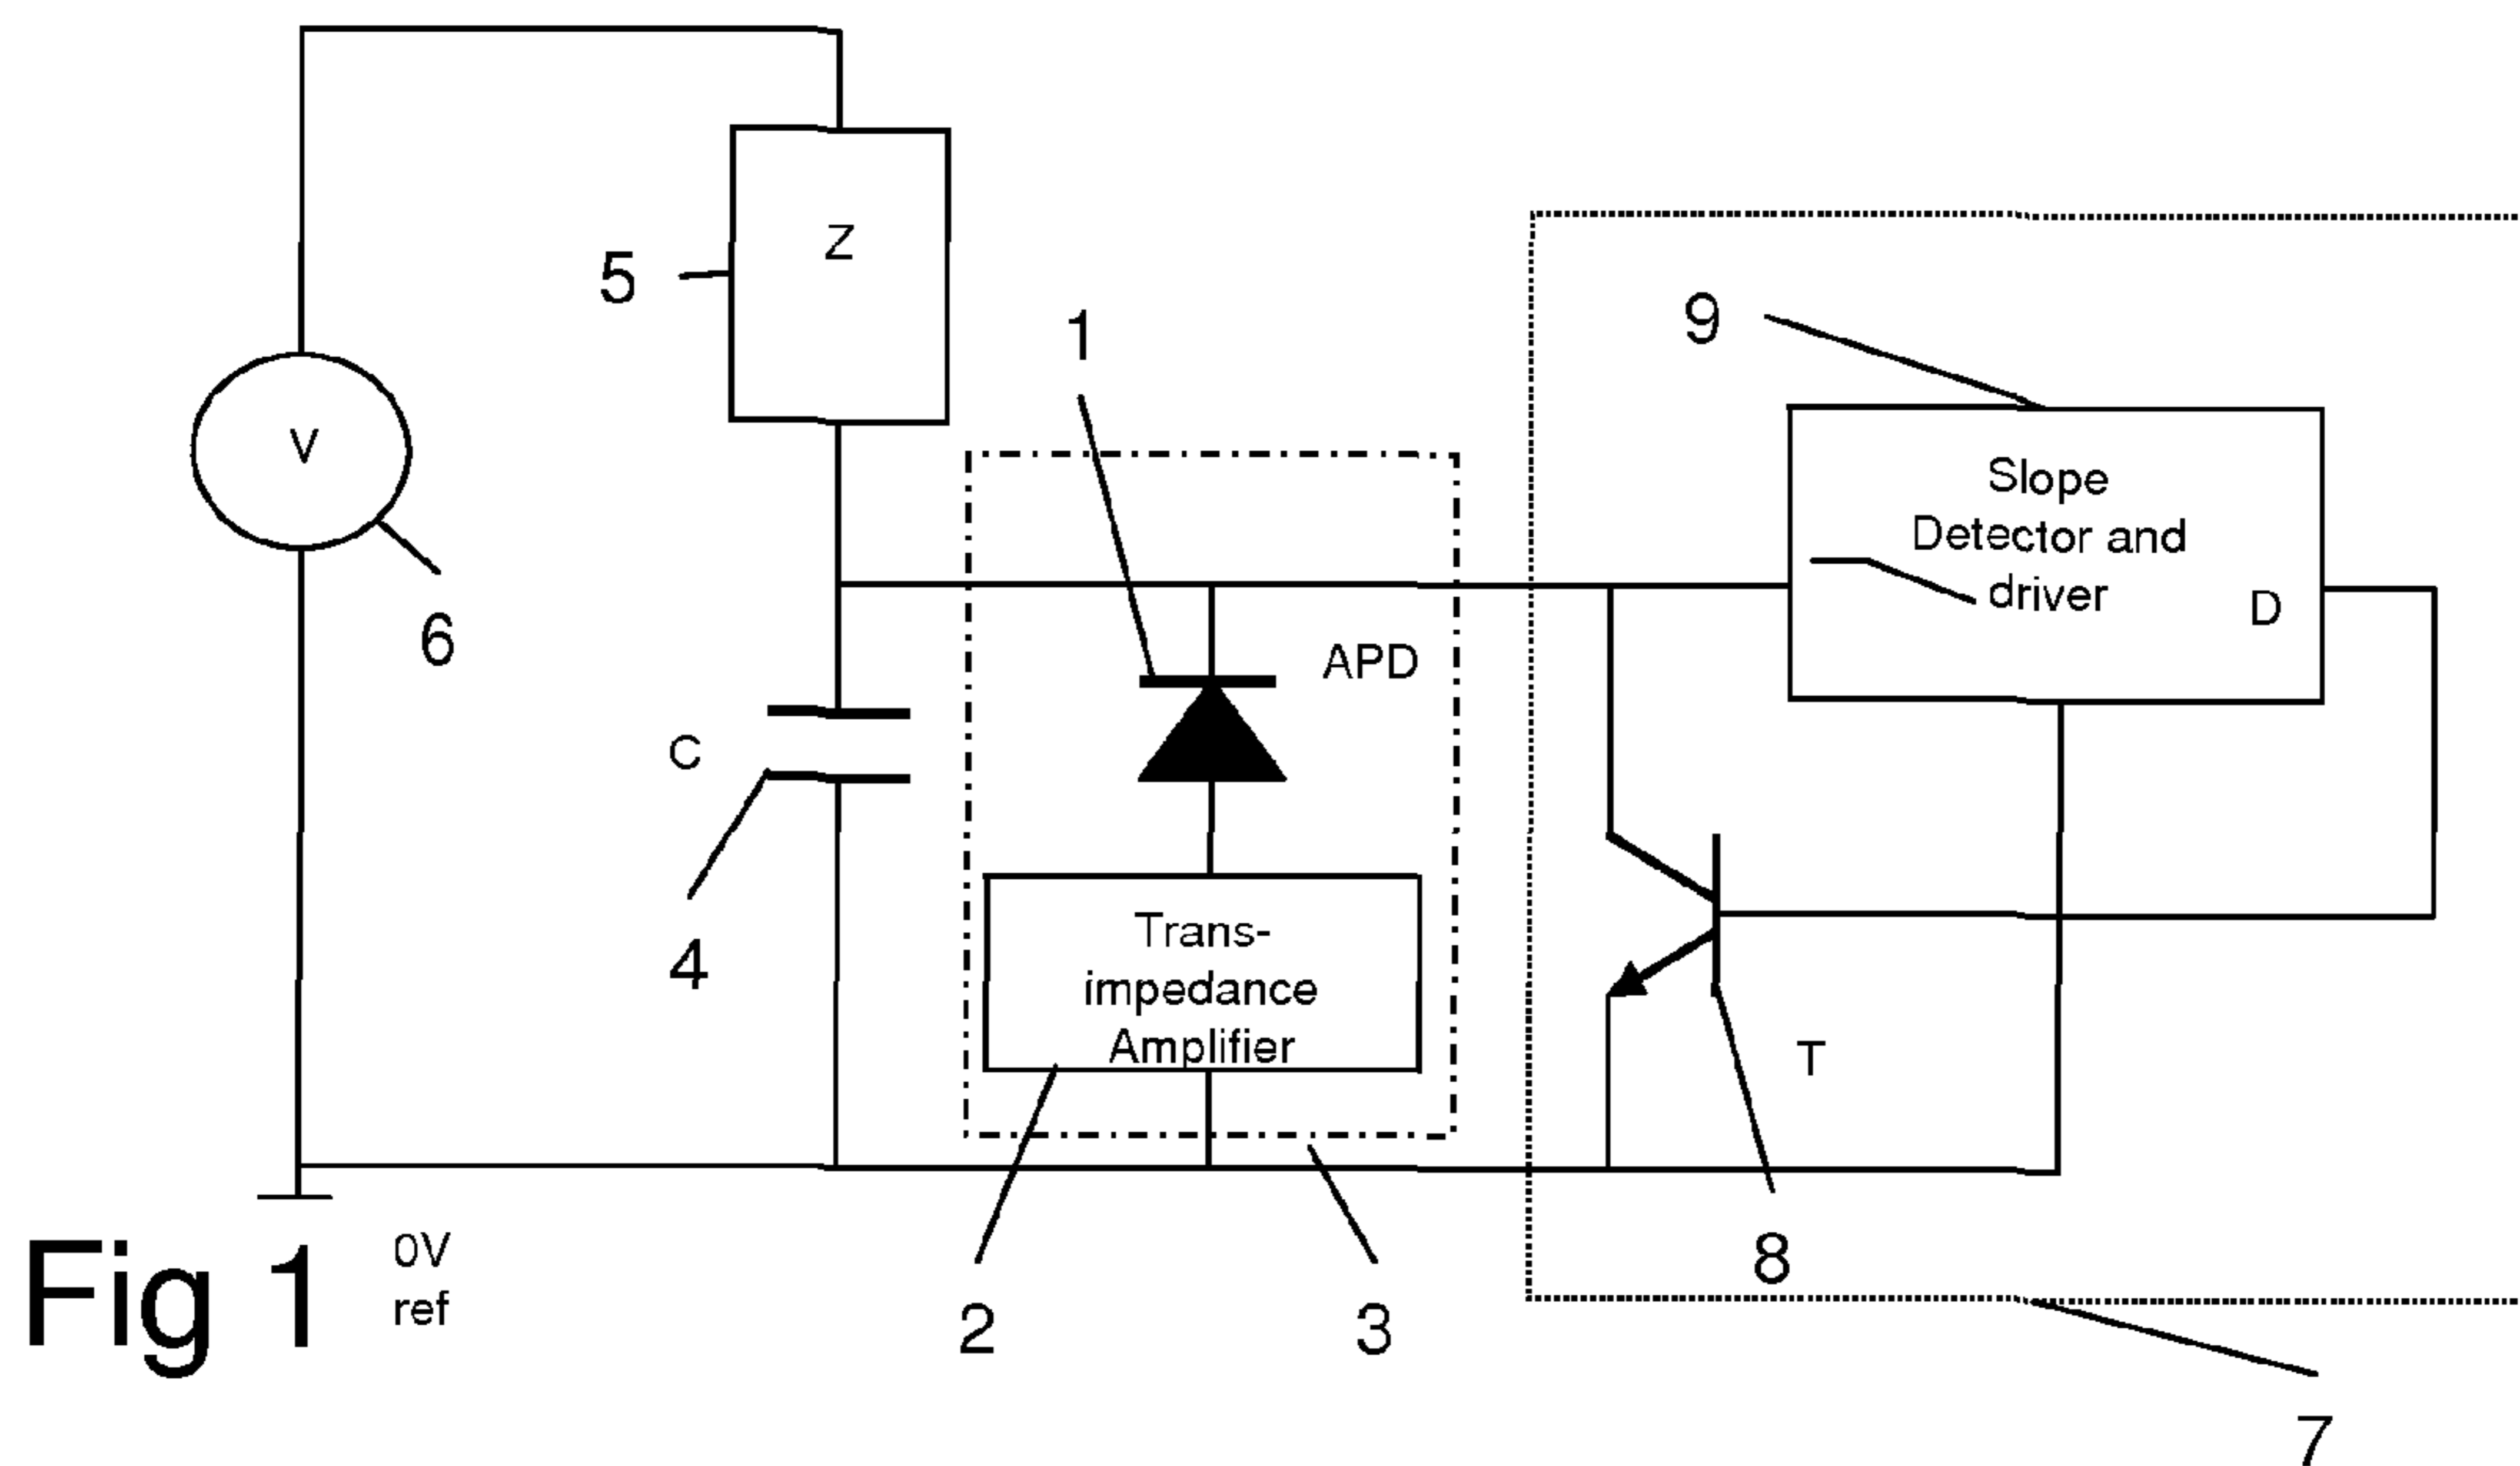 Z
5
1
9
V
Slope
Detector and
driver
D
6
APD
C
Trans-
impedance
Amplifier
4
T
0V
ref
8
Fig 1
2
3
7